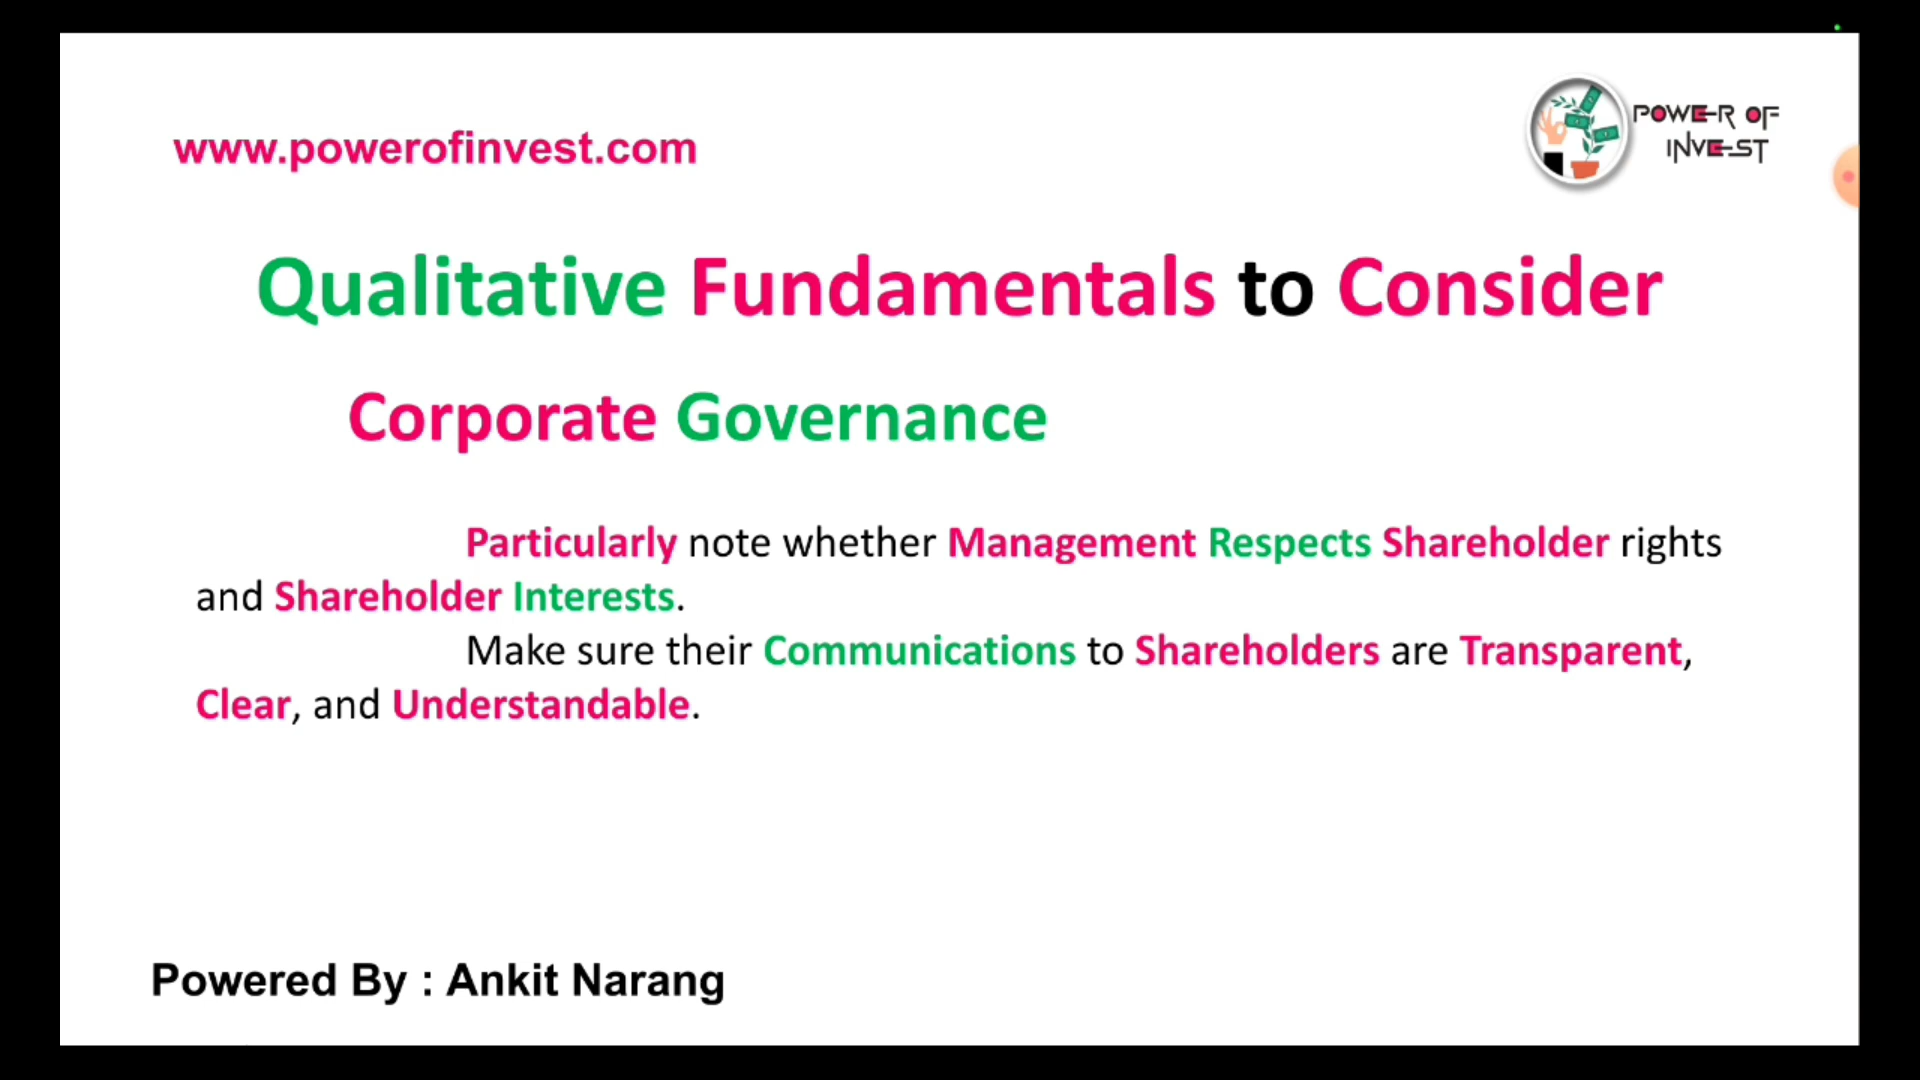 www.powerofinvest.com
POWER OF
INVEST
Qualitative Fundamentals to Consider
Corporate Governance
Particularly note whether Management Respects Shareholder rights
and Shareholder Interests.
Make sure their Communications to Shareholders are Transparent,
Clear, and Understandable.
Powered By : Ankit Narang